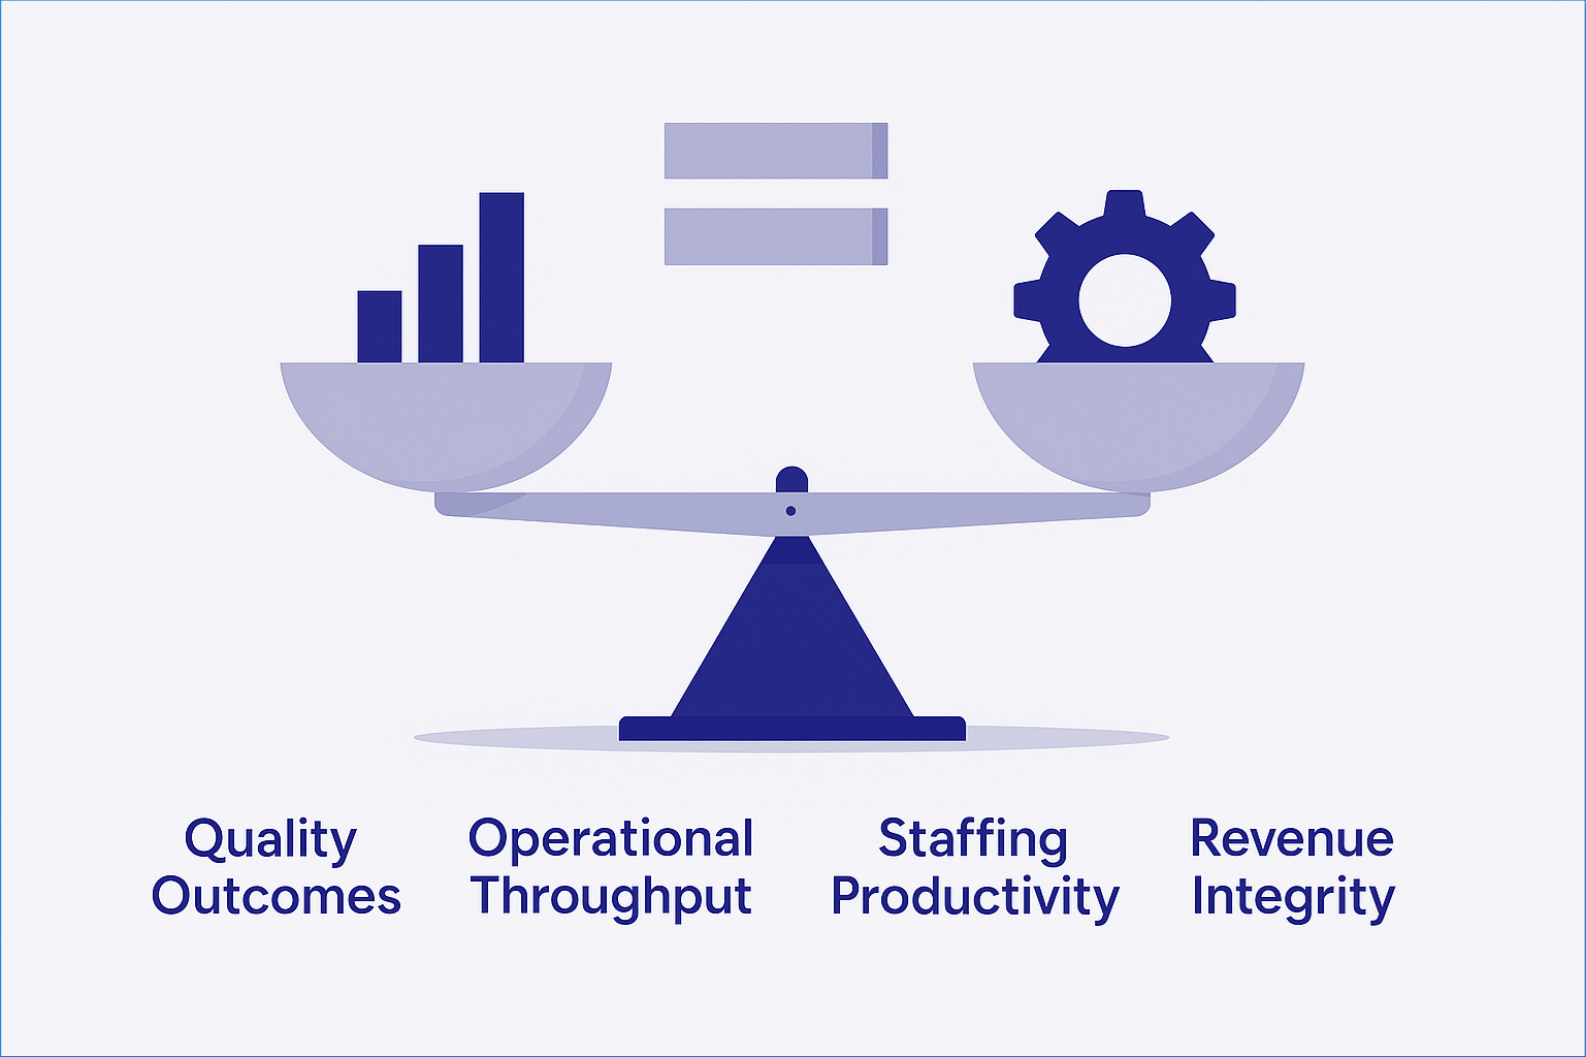 Quality
Outcomes
Operational
Throughput
Staffing
Productivity
Revenue
Integrity